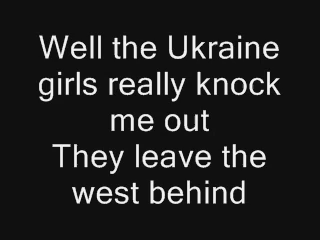 Well the Ukraine
girls really knock
me out
They leave the
west behind